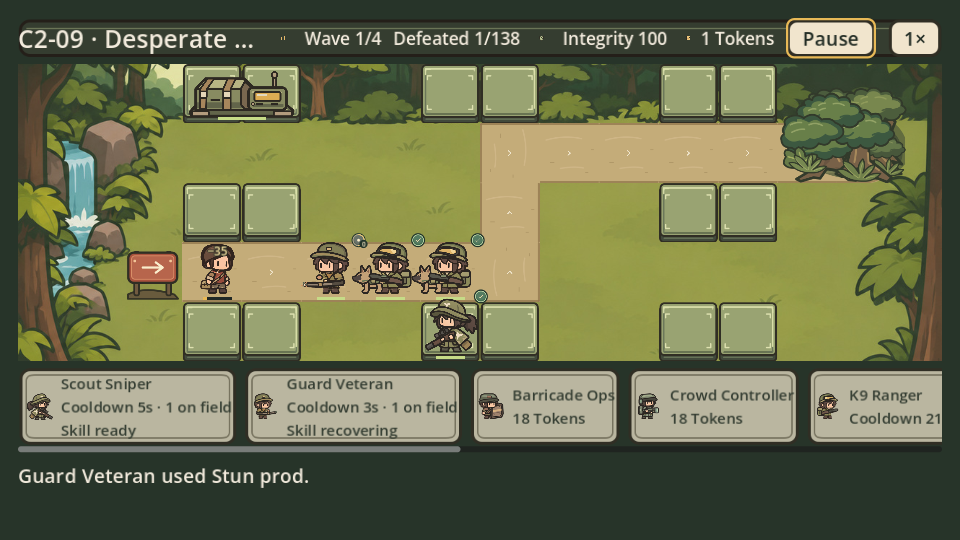 C2-09 · Desperate ...
Wave 1/4 Defeated 1/138
Integrity 100
1 Tokens
Pause
1×
Scout Sniper
Cooldown 5s · 1 on field
Skill ready
Guard Veteran
Cooldown 3s · 1 on field
Skill recovering
Barricade Ops
18 Tokens
Crowd Controller
18 Tokens
K9 Ranger
Cooldown 21
Guard Veteran used Stun prod.